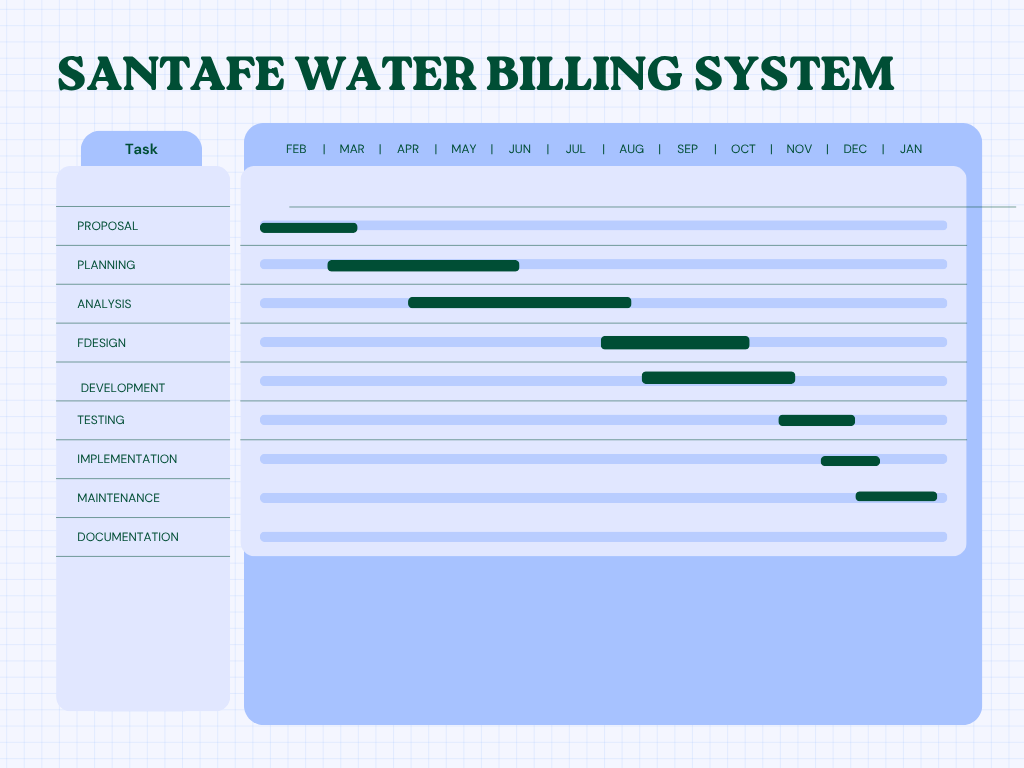 SANTAFE WATER BILLING SYSTEM
Task
FEB | MAR | APR | MAY | JUN | JUL | AUG | SEP | OCT | NOV | DEC | JAN
PROPOSAL
PLANNING
ANALYSIS
FDESIGN
DEVELOPMENT
TESTING
IMPLEMENTATION
MAINTENANCE
DOCUMENTATION